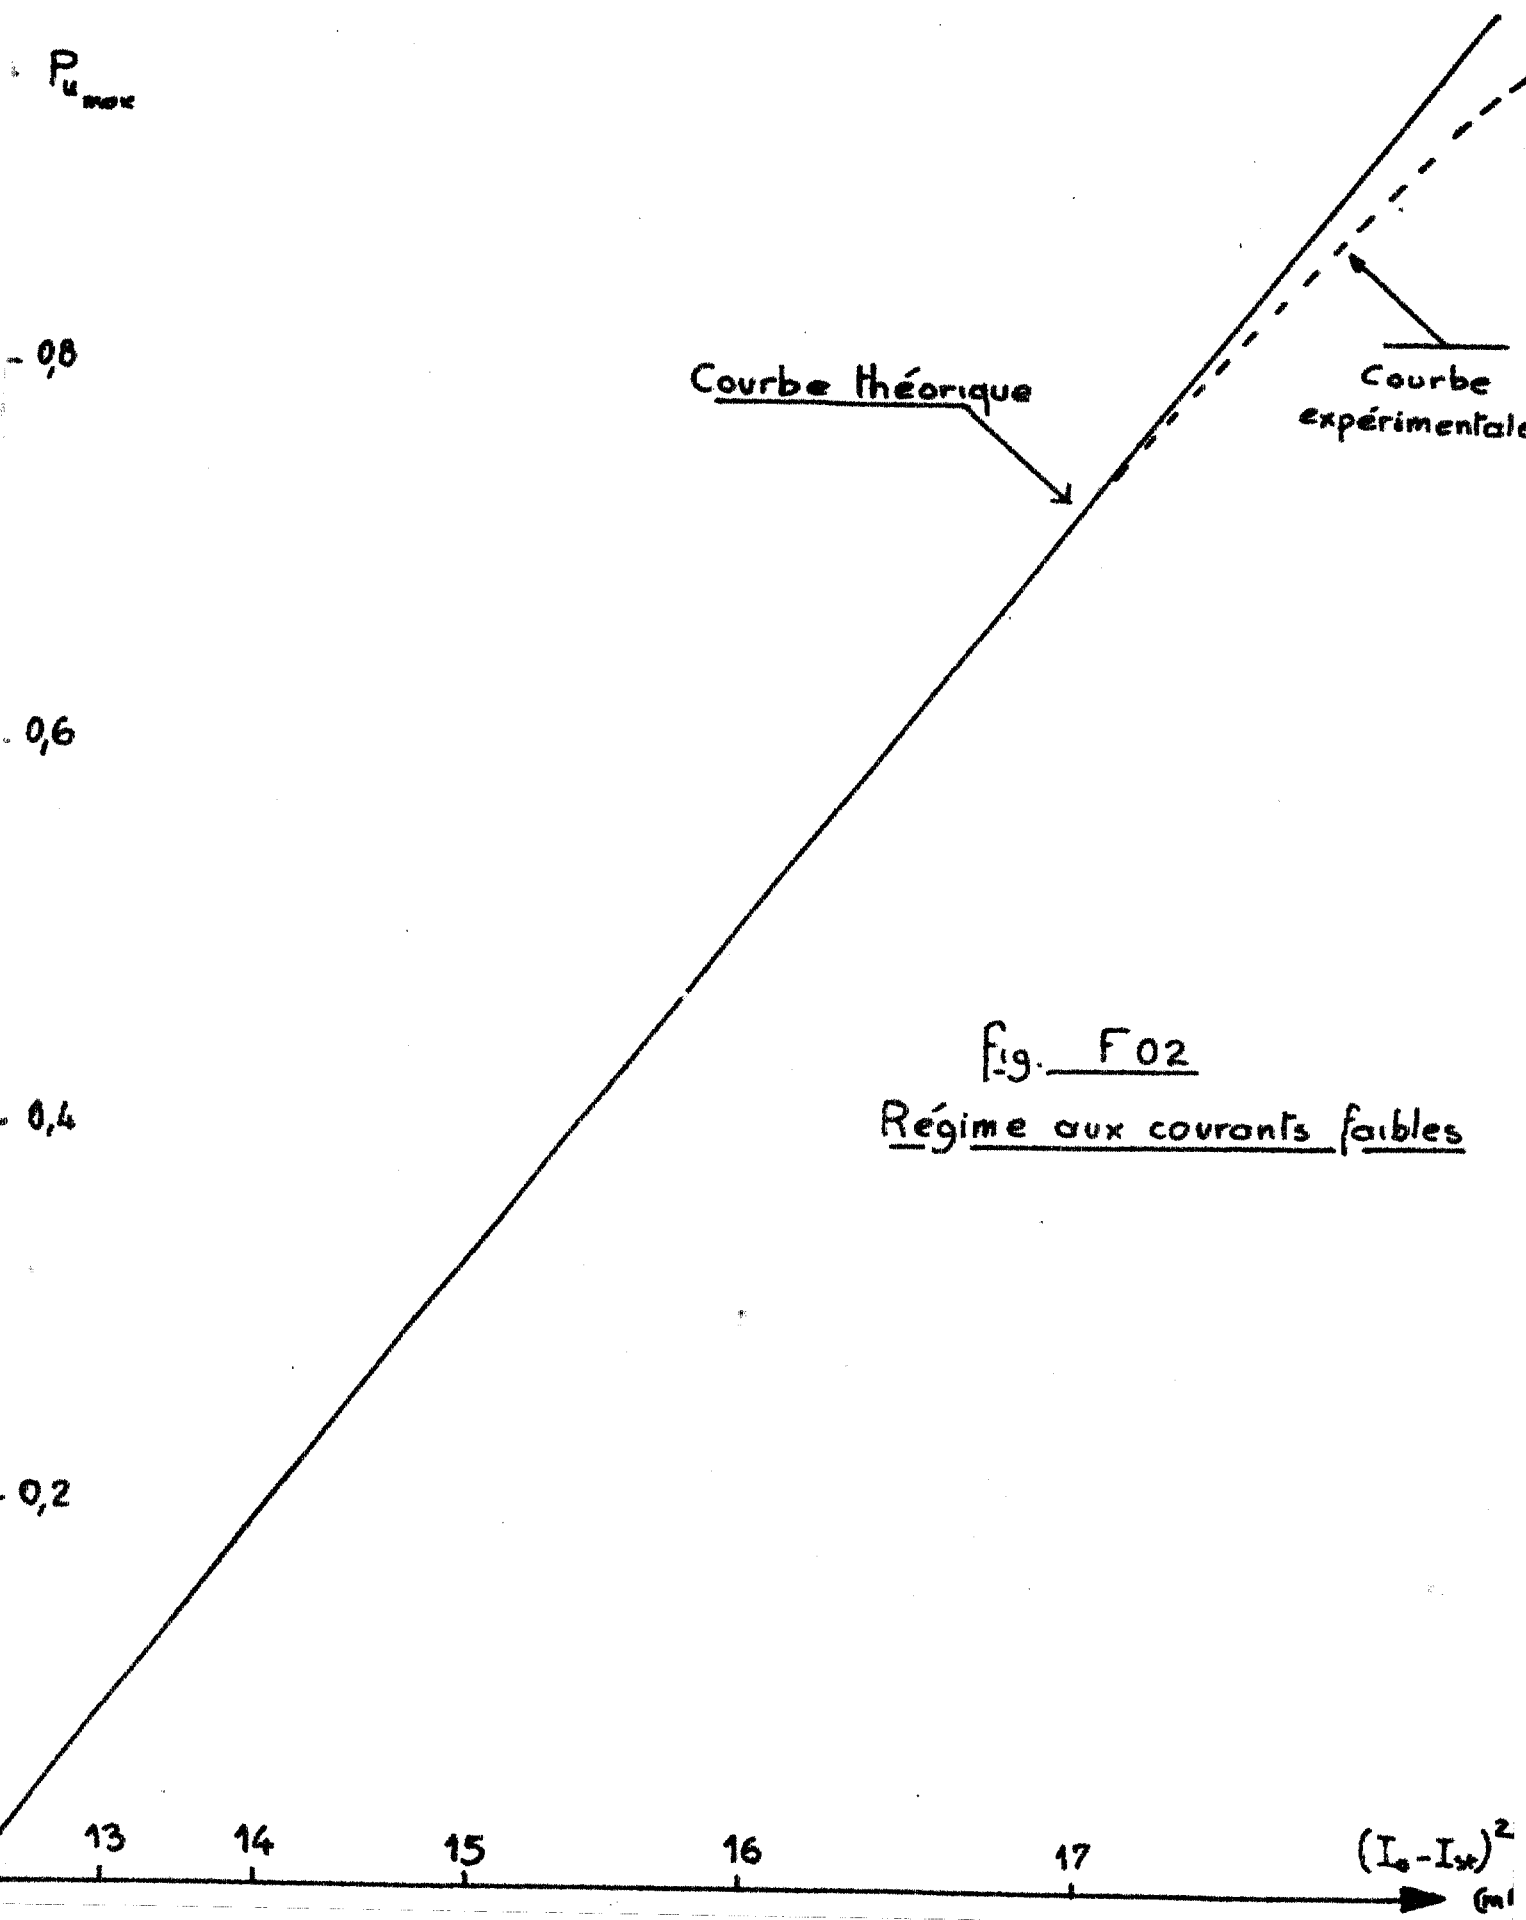 Pu max
0,8
Courbe théorique
Courbe
expérimentale
0,6
Fig. F02
Régime aux courants faibles
0,4
0,2
13 14 15 16 17 (I₀-Ist)²